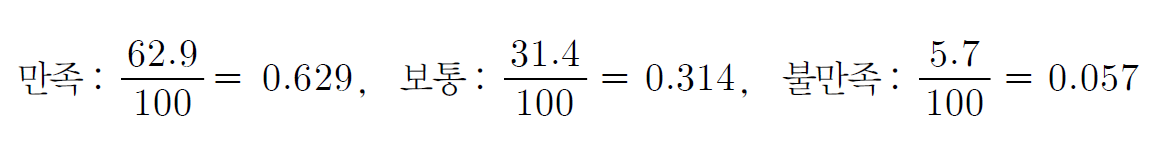 만족 : 62.9/100 = 0.629, 보통 : 31.4/100 = 0.314, 불만족 : 5.7/100 = 0.057